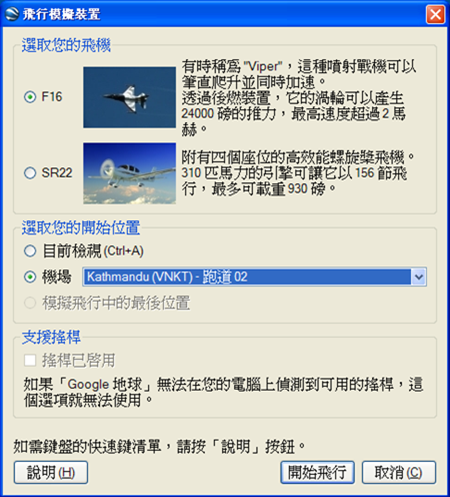 飛行模擬裝置
選取您的飛機
F16
有時稱為 "Viper"，這種噴射戰機可以
筆直爬升並同時加速。
透過後燃裝置，它的渦輪可以產生
24000 磅的推力，最高速度超過 2 馬
赫。
SR22
附有四個座位的高效能螺旋槳飛機。
310 匹馬力的引擎可讓它以 156 節飛
行，最多可載重 930 磅。
選取您的開始位置
目前檢視 (Ctrl+A)
機場
Kathmandu (VNKT) - 跑道 02
模擬飛行中的最後位置
支援搖桿
搖桿已啓用
如果「Google 地球」無法在您的電腦上偵測到可用的搖桿，這
個選項就無法使用。
如需鍵盤的快速鍵清單，請按「說明」按鈕。
說明(H)
開始飛行
取消(C)